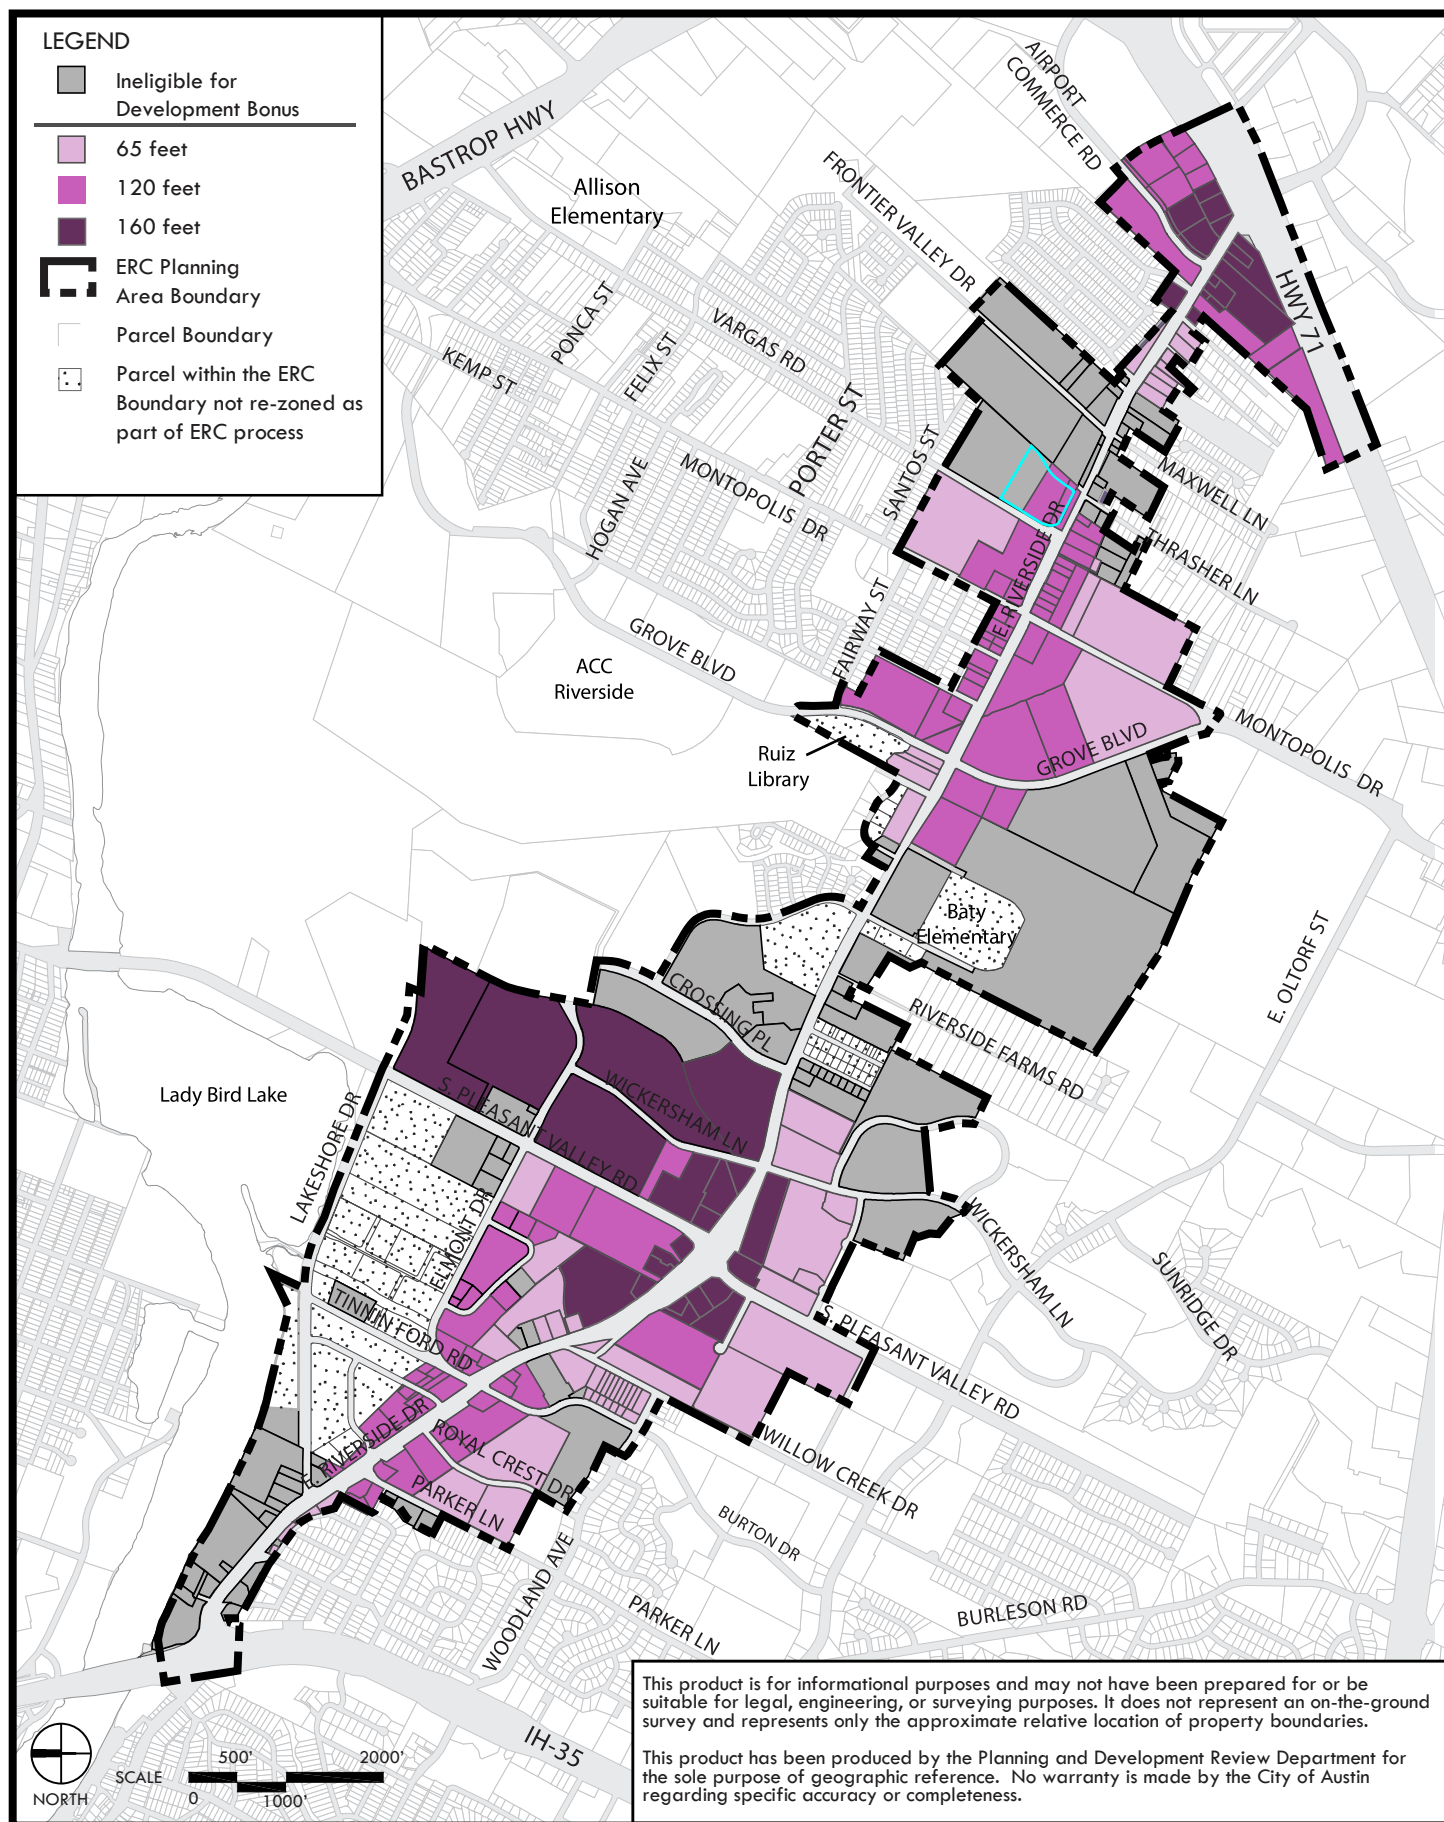 LEGEND
Ineligible for
Development Bonus
65 feet
120 feet
160 feet
ERC Planning
Area Boundary
Parcel Boundary
Parcel within the ERC
Boundary not re-zoned as
part of ERC process
BASTROP HWY
AIRPORT
COMMERCE RD
Allison
Elementary
FRONTIER VALLEY DR
HWY 71
PONCA ST
VARGAS RD
FELIX ST
KEMP ST
PORTER ST
SANTOS ST
MONTOPOLIS DR
HOGAN AVE
MAXWELL LN
THRASHER LN
E. RIVERSIDE DR
FAIRWAY ST
GROVE BLVD
ACC
Riverside
Ruiz
Library
GROVE BLVD
MONTOPOLIS DR
Baty
Elementary
E. OLTORF ST
CROSSING PL
RIVERSIDE FARMS RD
Lady Bird Lake
LAKESHORE DR
S. PLEASANT VALLEY RD
WICKERSHAM LN
ELMONT DR
WICKERSHAM LN
SUNRIDGE DR
TINNIN FORD RD
S. PLEASANT VALLEY RD
E. RIVERSIDE DR
ROYAL CREST DR
PARKER LN
WILLOW CREEK DR
BURTON DR
WOODLAND AVE
PARKER LN
BURLESON RD
IH-35
NORTH
SCALE
500'
2000'
0
1000'
This product is for informational purposes and may not have been prepared for or be
suitable for legal, engineering, or surveying purposes. It does not represent an on-the-ground
survey and represents only the approximate relative location of property boundaries.
This product has been produced by the Planning and Development Review Department for
the sole purpose of geographic reference. No warranty is made by the City of Austin
regarding specific accuracy or completeness.